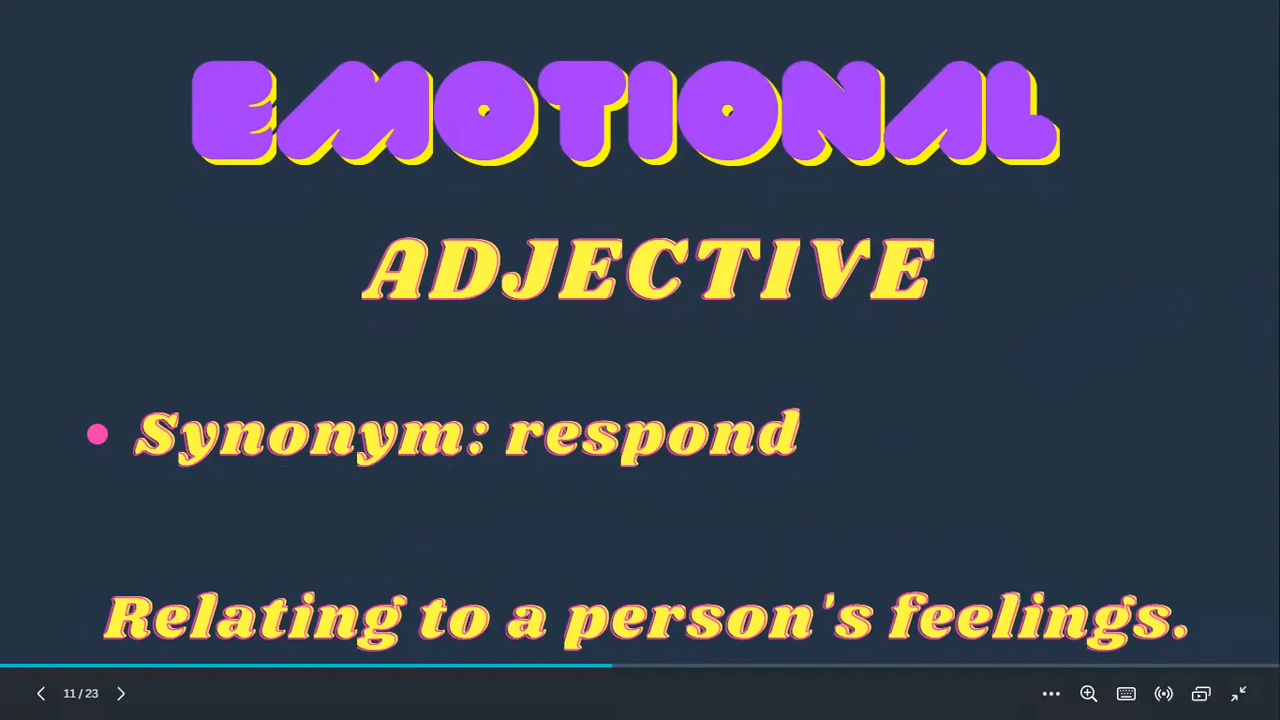 EMOTIONAL
ADJECTIVE
• Synonym: respond
Relating to a person's feelings.
11 / 23